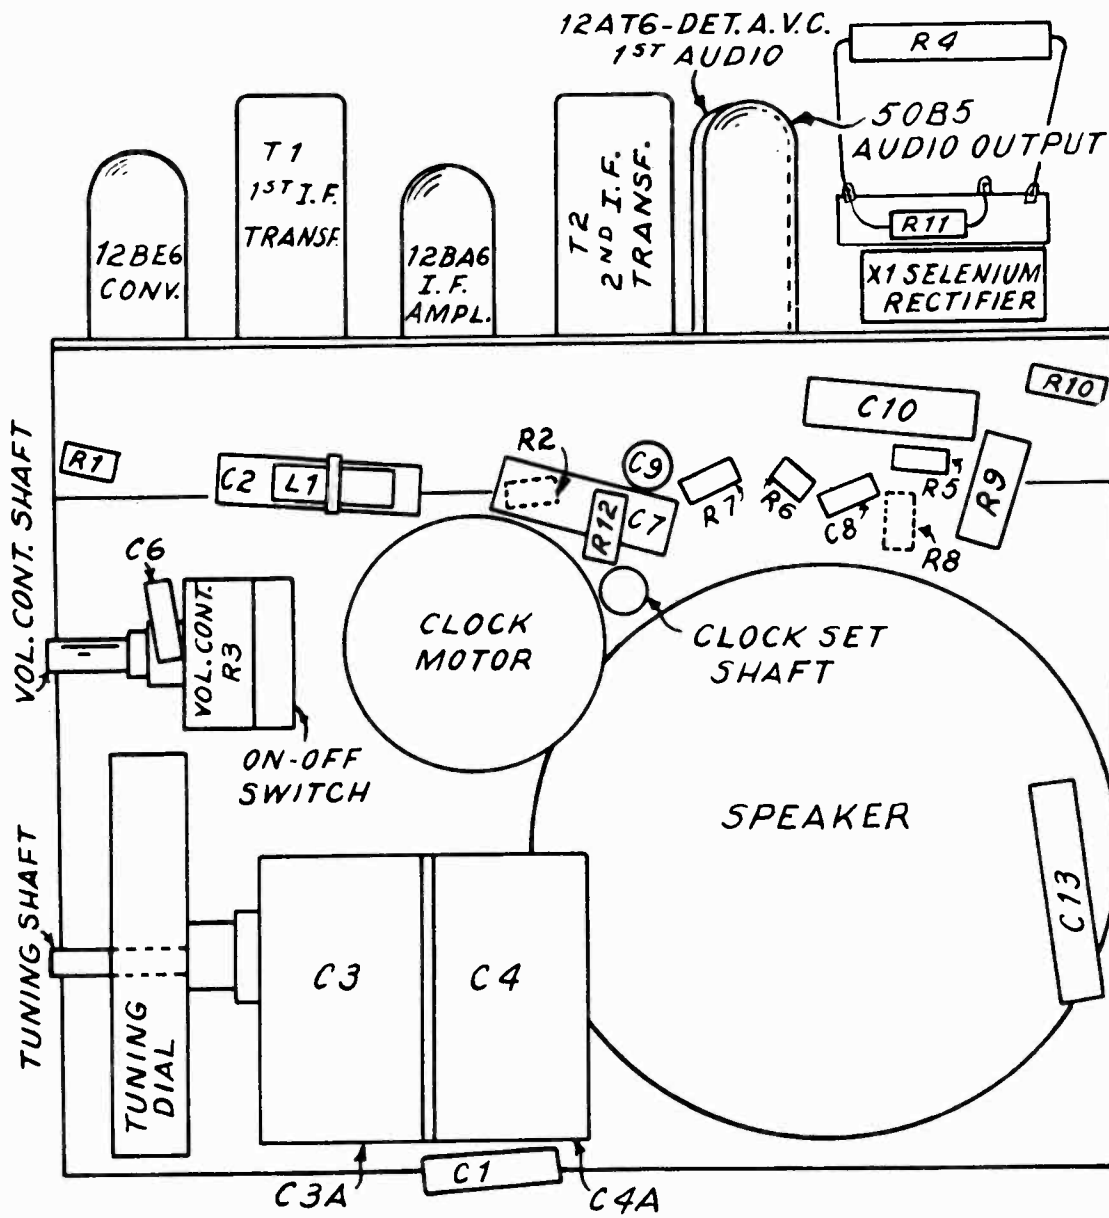 12AT6-DET. A.V.C.
1ST AUDIO
R4
50B5
AUDIO OUTPUT
T1
1ST I.F.
TRANSF.
T2
2ND I.F.
TRANSF.
12BE6
CONV.
12BA6
I.F.
AMPL.
R11
X1 SELENIUM
RECTIFIER
R10
C10
R1
C2
L1
R2
C9
R7
R6
C8
R5
R9
R8
R12
C7
VOL. CONT. SHAFT
C6
VOL. CONT.
R3
CLOCK
MOTOR
CLOCK SET
SHAFT
ON-OFF
SWITCH
SPEAKER
TUNING SHAFT
TUNING
DIAL
C3
C4
C13
C3A
C1
C4A